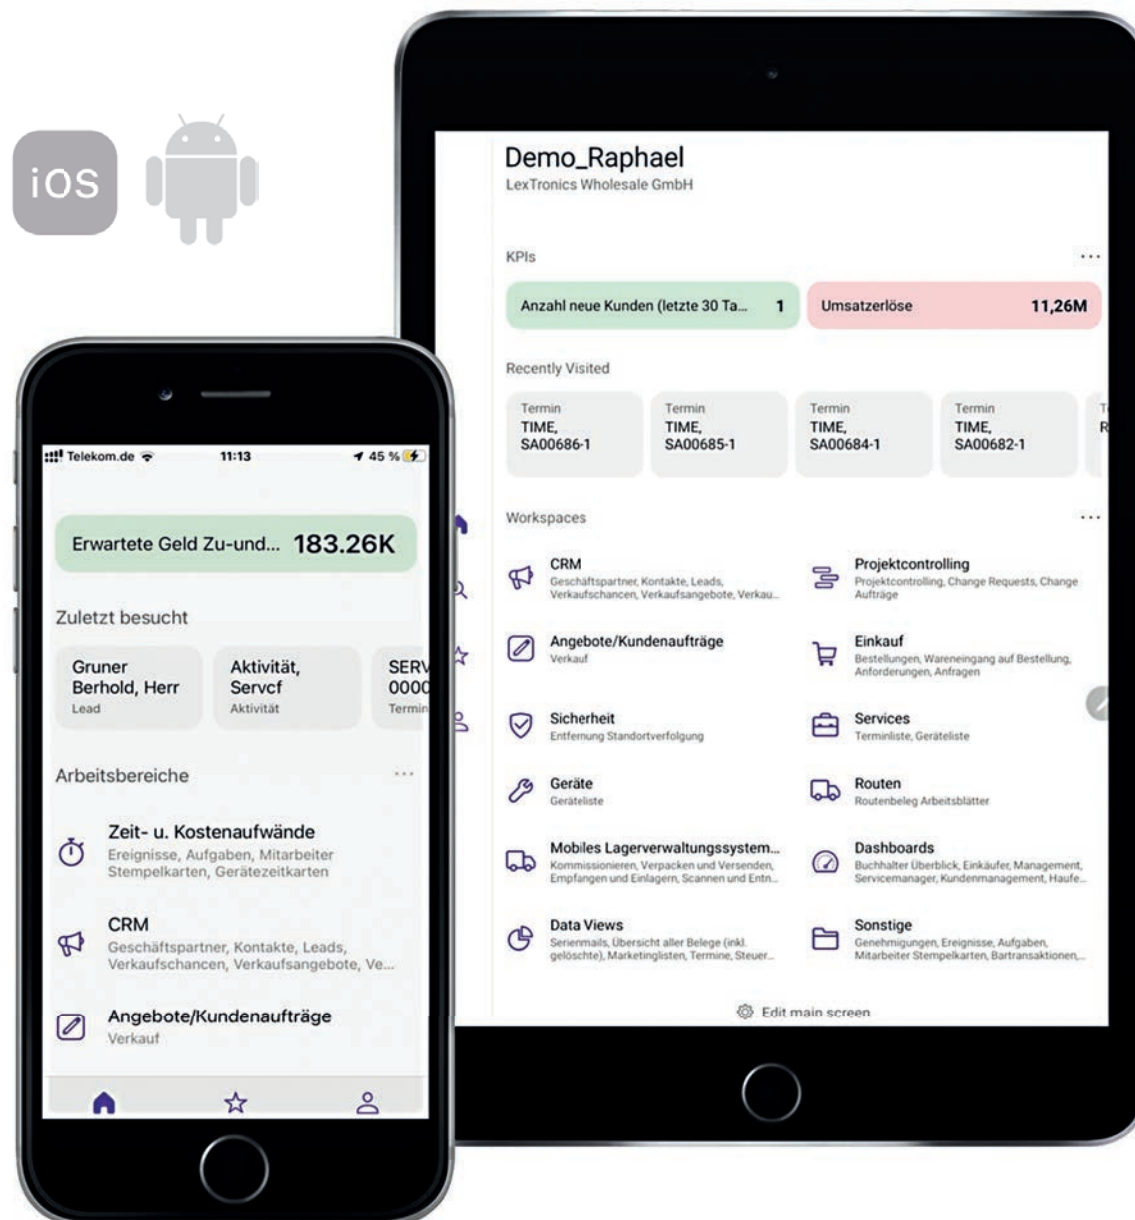 iOS
Demo_Raphael
LexTronics Wholesale GmbH
KPIs
Anzahl neue Kunden (letzte 30 Ta... 1
Umsatzerlöse 11,26M
Recently Visited
Termin
TIME,
SA00686-1
Termin
TIME,
SA00685-1
Termin
TIME,
SA00684-1
Termin
TIME,
SA00682-1
Workspaces
CRM
Geschäftspartner, Kontakte, Leads,
Verkaufschancen, Verkaufsangebote, Verkau...
Projektcontrolling
Projektcontrolling, Change Requests, Change
Aufträge
Angebote/Kundenaufträge
Verkauf
Einkauf
Bestellungen, Wareneingang auf Bestellung,
Anforderungen, Anfragen
Sicherheit
Entfernung Standortverfolgung
Services
Terminliste, Geräteliste
Geräte
Geräteliste
Routen
Routenbeleg Arbeitsblätter
Mobiles Lagerverwaltungssystem...
Kommissionieren, Verpacken und Versenden,
Empfangen und Einlagern, Scannen und Entn...
Dashboards
Buchhalter Überblick, Einkäufer, Management,
Servicemanager, Kundenmanagement, Haufe...
Data Views
Serienmails, Übersicht aller Belege (inkl.
gelöschte), Marketinglisten, Termine, Steuer...
Sonstige
Genehmigungen, Ereignisse, Aufgaben,
Mitarbeiter Stempelkarten, Bartransaktionen,...
Edit main screen
Telekom.de 11:13 45 %
Erwartete Geld Zu-und... 183.26K
Zuletzt besucht
Gruner
Berhold, Herr
Lead
Aktivität,
Servcf
Aktivität
SERV
0000
Termin
Arbeitsbereiche
Zeit- u. Kostenaufwände
Ereignisse, Aufgaben, Mitarbeiter
Stempelkarten, Gerätezeitkarten
CRM
Geschäftspartner, Kontakte, Leads,
Verkaufschancen, Verkaufsangebote, Ve...
Angebote/Kundenaufträge
Verkauf